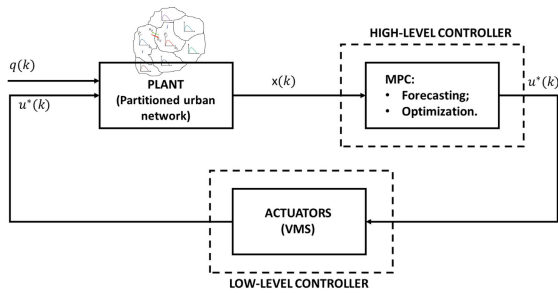 HIGH-LEVEL CONTROLLER
q(k)
u*(k)
PLANT
(Partitioned urban
network)
x(k)
MPC:
• Forecasting;
• Optimization.
u*(k)
ACTUATORS
(VMS)
LOW-LEVEL CONTROLLER